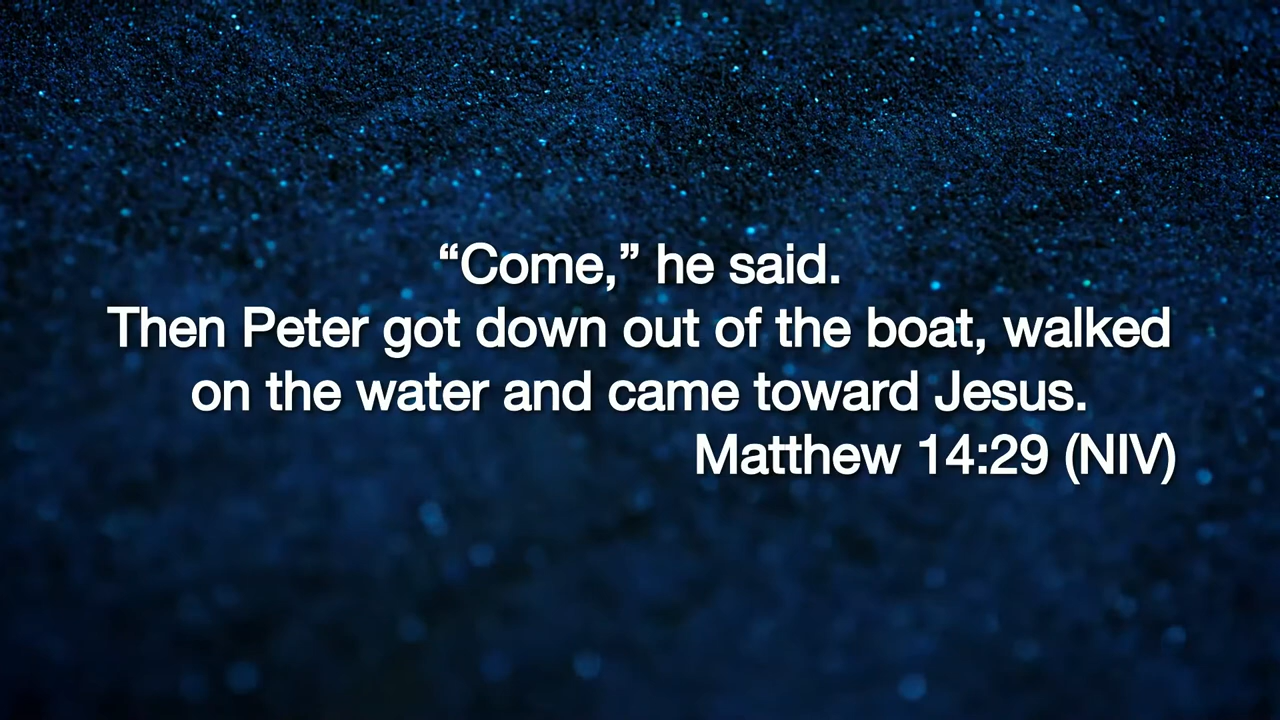 “Come,” he said.
Then Peter got down out of the boat, walked
on the water and came toward Jesus.
Matthew 14:29 (NIV)